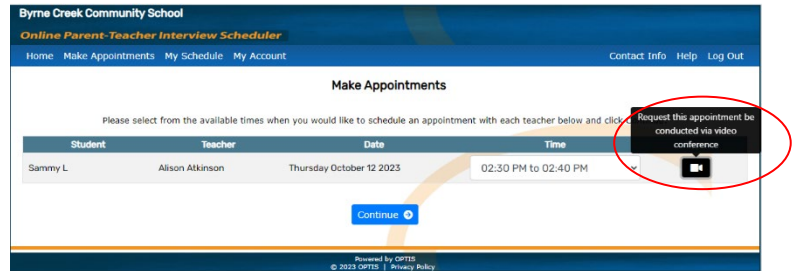 Byrne Creek Community School
Online Parent-Teacher Interview Scheduler
Home Make Appointments My Schedule My Account Contact Info Help Log Out
Make Appointments
Please select from the available times when you would like to schedule an appointment with each teacher below and click
Request this appointment be
conducted via video
conference
Student Teacher Date Time
Sammy L Alison Atkinson Thursday October 12 2023 02:30 PM to 02:40 PM
Continue
Powered by OPTIS
© 2023 OPTIS | Privacy Policy